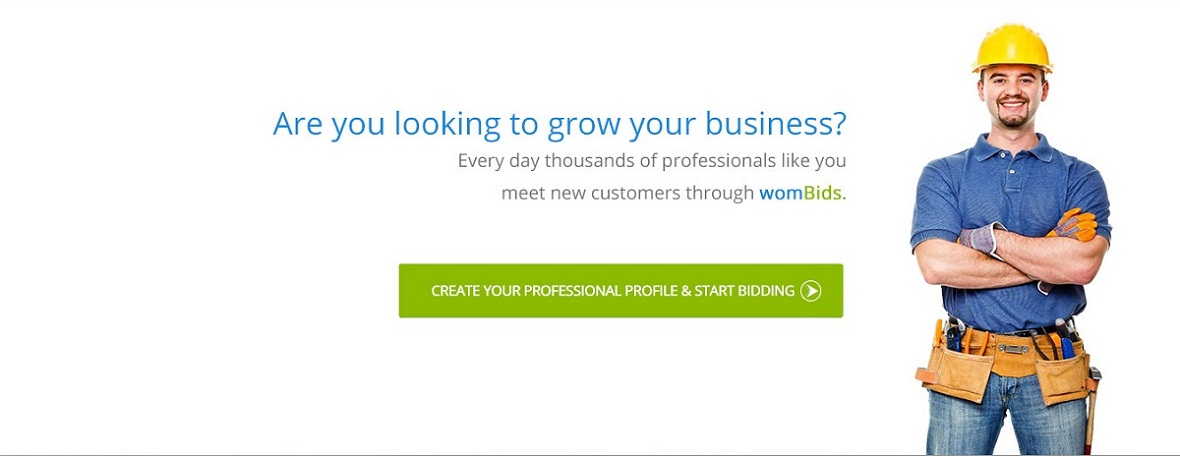 Are you looking to grow your business?
Every day thousands of professionals like you
meet new customers through womBids.
CREATE YOUR PROFESSIONAL PROFILE & START BIDDING